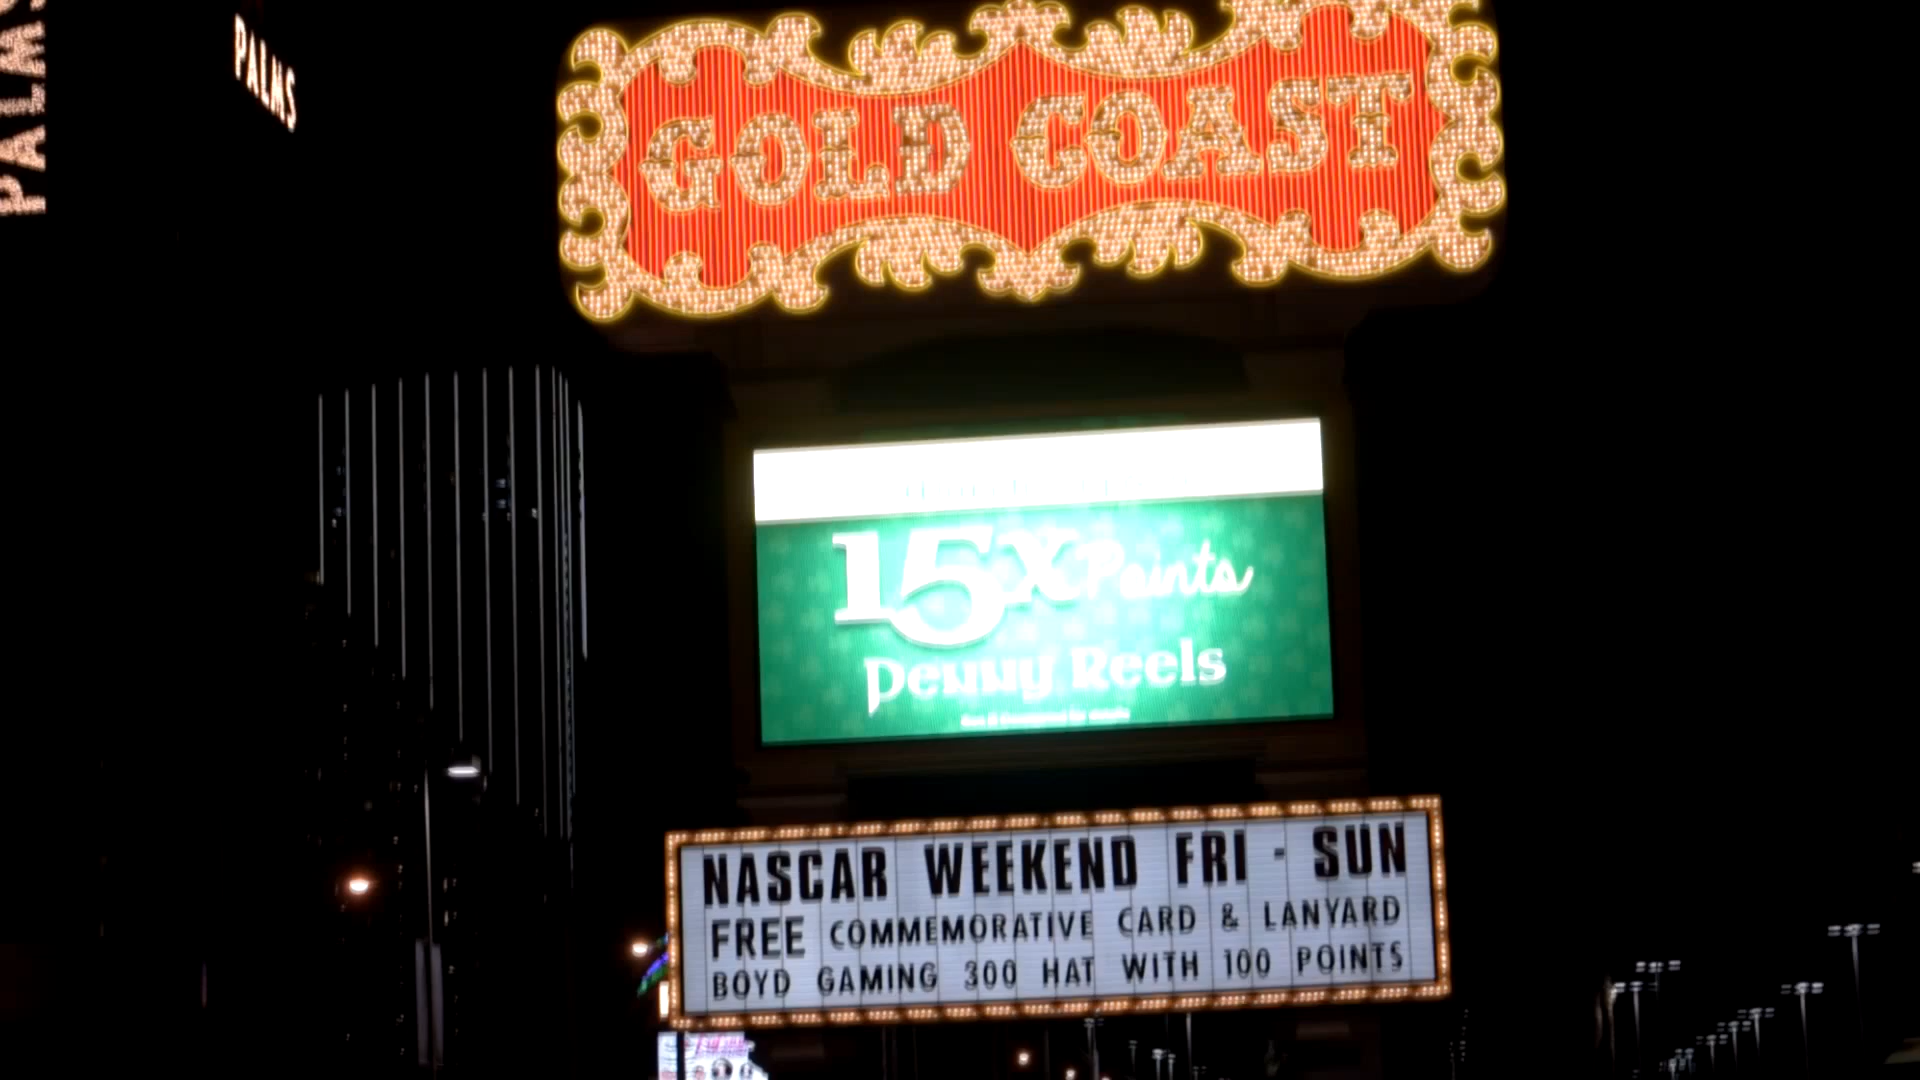 PALMS
PALMS
GOLD COAST
15X Points
Penny Reels
NASCAR WEEKEND FRI - SUN
FREE COMMEMORATIVE CARD & LANYARD
BOYD GAMING 300 HAT WITH 100 POINTS